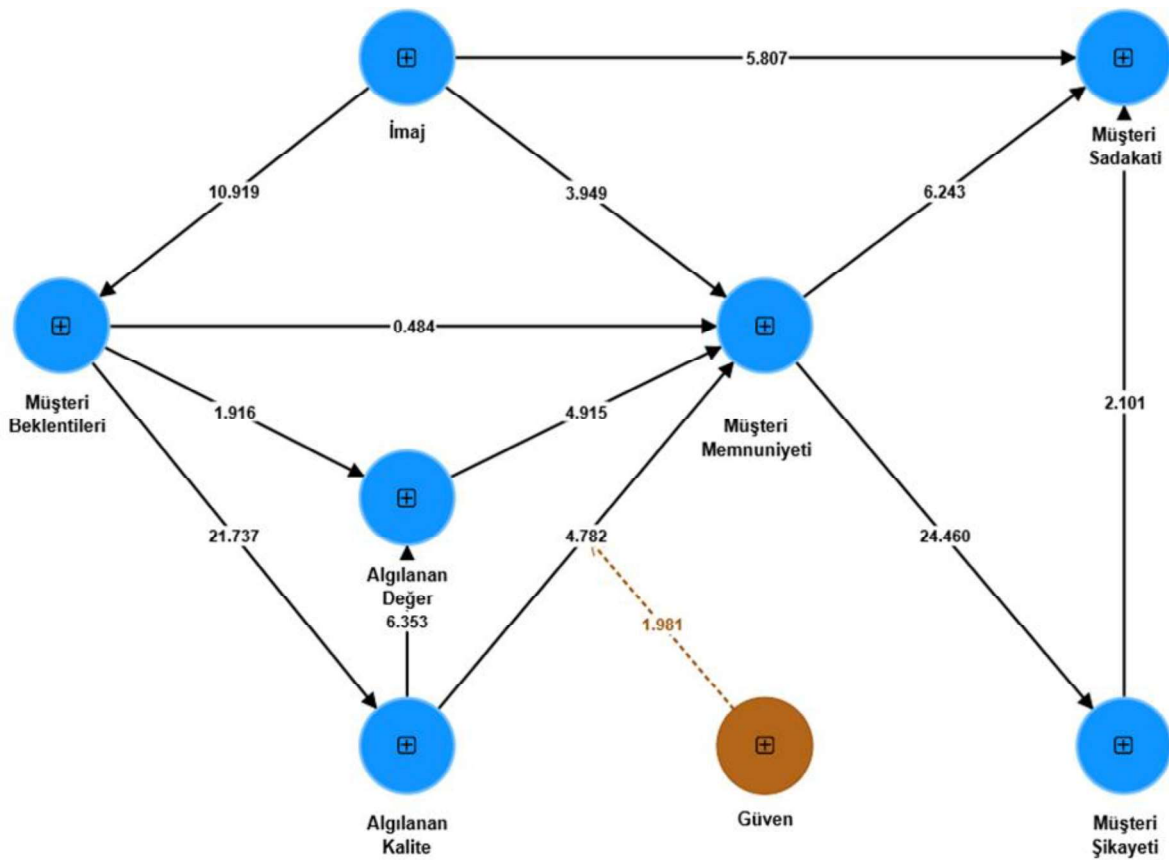 5.807
İmaj
Müşteri
Sadakati
10.919
3.949
6.243
0.484
Müşteri
Beklentileri
1.916
4.915
Müşteri
Memnuniyeti
2.101
21.737
4.782
24.460
Algılanan
Değer
6.353
1.981
Algılanan
Kalite
Güven
Müşteri
Şikayeti